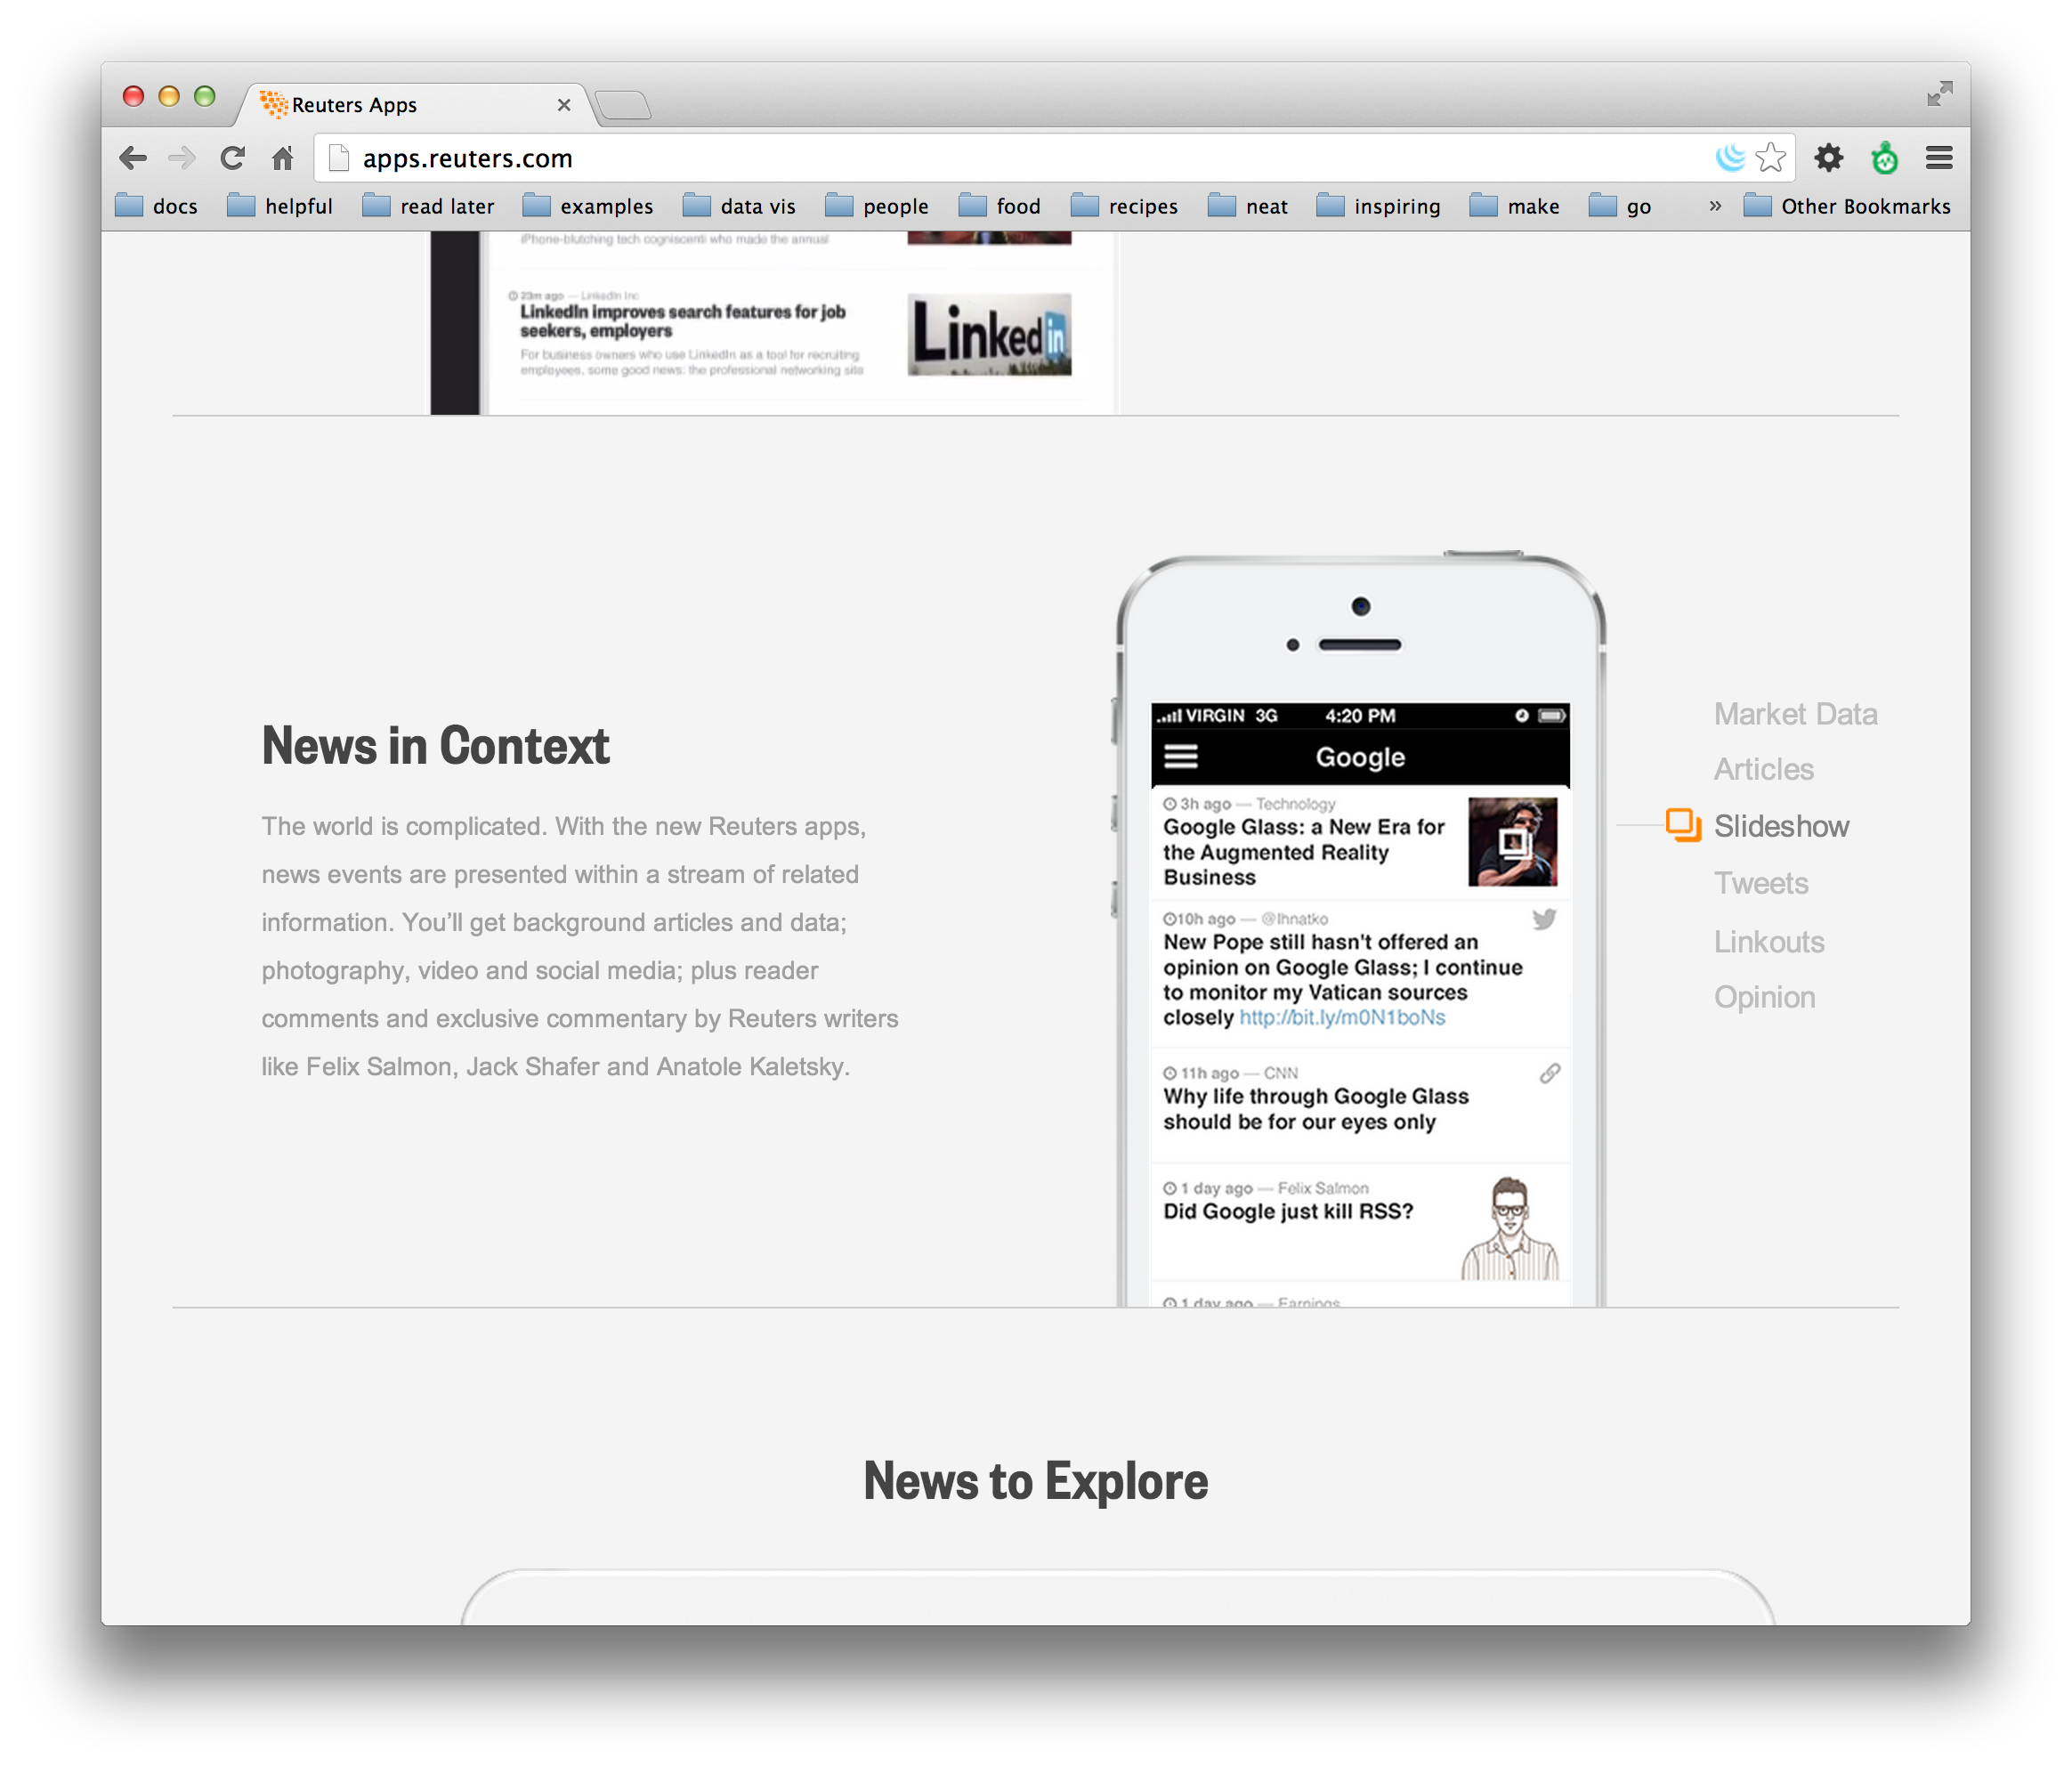 Reuters Apps
apps.reuters.com
docs helpful read later examples data vis people food recipes neat inspiring make go » Other Bookmarks
iPhone-blutching tech cogniscenti who made the annual
23m ago — LinkedIn Inc
LinkedIn improves search features for job
seekers, employers
For business owners who use LinkedIn as a tool for recruiting
employees, some good news: the professional networking site
Linked in
News in Context
The world is complicated. With the new Reuters apps,
news events are presented within a stream of related
information. You’ll get background articles and data;
photography, video and social media; plus reader
comments and exclusive commentary by Reuters writers
like Felix Salmon, Jack Shafer and Anatole Kaletsky.
VIRGIN 3G 4:20 PM
Google
3h ago — Technology
Google Glass: a New Era for
the Augmented Reality
Business
10h ago — @Ihnatko
New Pope still hasn't offered an
opinion on Google Glass; I continue
to monitor my Vatican sources
closely http://bit.ly/m0N1boNs
11h ago — CNN
Why life through Google Glass
should be for our eyes only
1 day ago — Felix Salmon
Did Google just kill RSS?
1 day ago — Earnings
Market Data
Articles
Slideshow
Tweets
Linkouts
Opinion
News to Explore